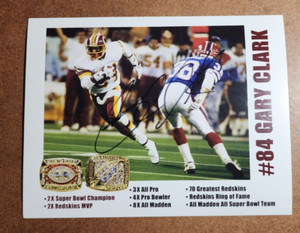 #84 GARY CLARK
• 2X Super Bowl Champion
• 2X Redskins MVP
• 3X All Pro
• 4X Pro Bowler
• 8X All Madden
• 70 Greatest Redskins
Redskins Ring of Fame
• All Madden All Super Bowl Team